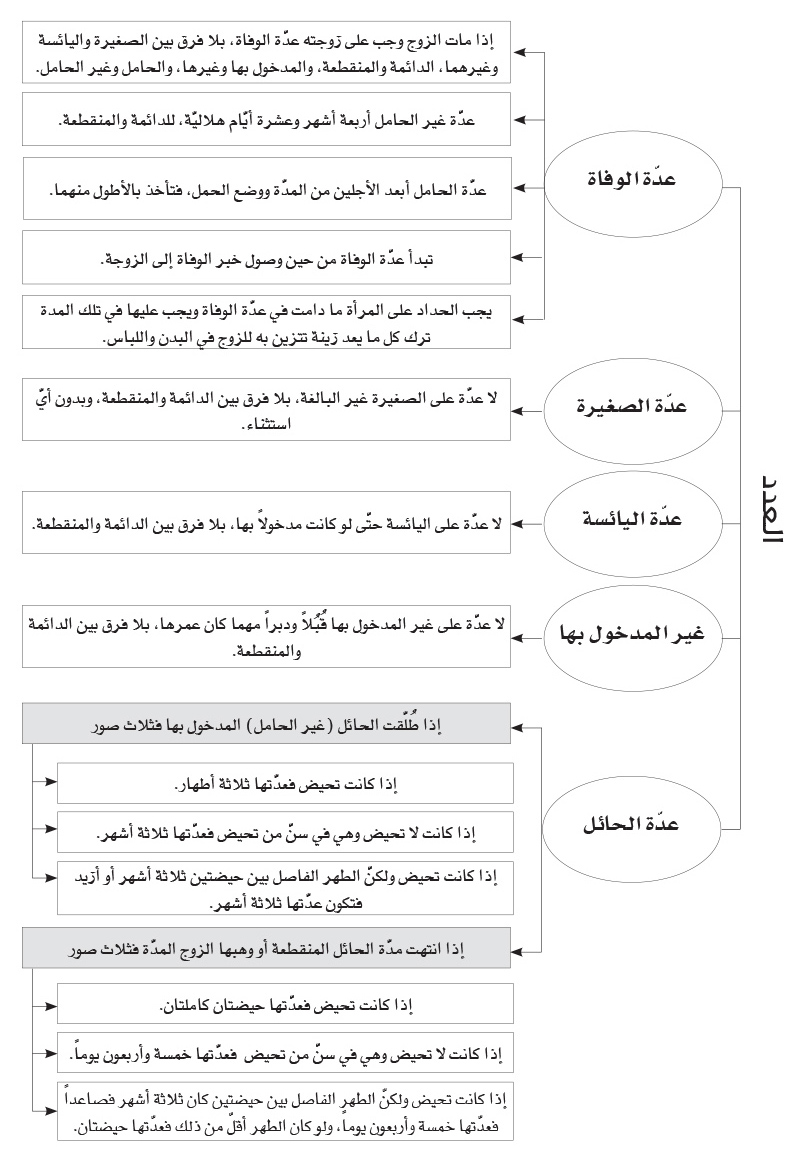 العدد
عدّة الوفاة
إذا مات الزوج وجب على زوجته عدّة الوفاة، بلا فرق بين الصغيرة واليائسة
وغيرهما، الدائمة والمنقطعة، والمدخول بها وغيرها، والحامل وغير الحامل.
عدّة غير الحامل أربعة أشهر وعشرة أيّام هلاليّة، للدائمة والمنقطعة.
عدّة الحامل أبعد الأجلين من المدّة ووضع الحمل، فتأخذ بالأطول منهما.
تبدأ عدّة الوفاة من حين وصول خبر الوفاة إلى الزوجة.
يجب الحداد على المرأة ما دامت في عدّة الوفاة ويجب عليها في تلك المدة
ترك كل ما يعد زينة تتزين به للزوج في البدن واللباس.
عدّة الصغيرة
لا عدّة على الصغيرة غير البالغة، بلا فرق بين الدائمة والمنقطعة، وبدون أيّ
استثناء.
عدّة اليائسة
لا عدّة على اليائسة حتّى لو كانت مدخولاً بها، بلا فرق بين الدائمة والمنقطعة.
غير المدخول بها
لا عدّة على غير المدخول بها قُبُلاً ودبراً مهما كان عمرها، بلا فرق بين الدائمة
والمنقطعة.
عدّة الحائل
إذا طُلّقت الحائل (غير الحامل) المدخول بها فثلاث صور
إذا كانت تحيض فعدّتها ثلاثة أطهار.
إذا كانت لا تحيض وهي في سنّ من تحيض فعدّتها ثلاثة أشهر.
إذا كانت تحيض ولكنّ الطهر الفاصل بين حيضتين ثلاثة أشهر أو أزيد
فتكون عدّتها ثلاثة أشهر.
إذا انتهت مدّة الحائل المنقطعة أو وهبها الزوج المدّة فثلاث صور
إذا كانت تحيض فعدّتها حيضتان كاملتان.
إذا كانت لا تحيض وهي في سنّ من تحيض فعدّتها خمسة وأربعون يوماً.
إذا كانت تحيض ولكنّ الطهر الفاصل بين حيضتين كان ثلاثة أشهر فصاعداً
فعدّتها خمسة وأربعون يوماً، ولو كان الطهر أقلّ من ذلك فعدّتها حيضتان.